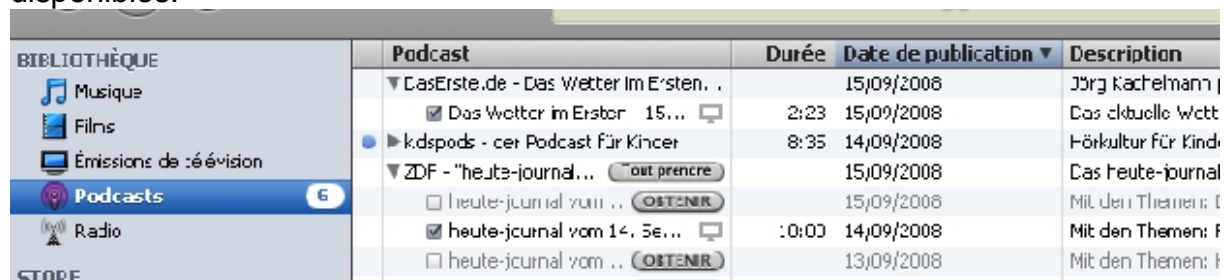 disponibles.
BIBLIOTHÈQUE
Musique
Films
Émissions de télévision
Podcasts 6
Radio
STORE
Podcast Durée Date de publication Description
DasErste.de - Das Wetter im Ersten... 15/09/2008 Jörg Kachelmann
Das Wetter im Ersten 15... 2:23 15/09/2008 Das aktuelle Wett
kidspods - der Podcast für Kinder 8:35 14/09/2008 Hörkultur für Kinde
ZDF - "heute-journal... Tout prendre 15/09/2008 Das heute-journal
heute-journal vom ... OBTENIR 15/09/2008 Mit den Themen:
heute-journal vom 14. Se... 10:00 14/09/2008 Mit den Themen:
heute-journal vom ... OBTENIR 13/09/2008 Mit den Themen: